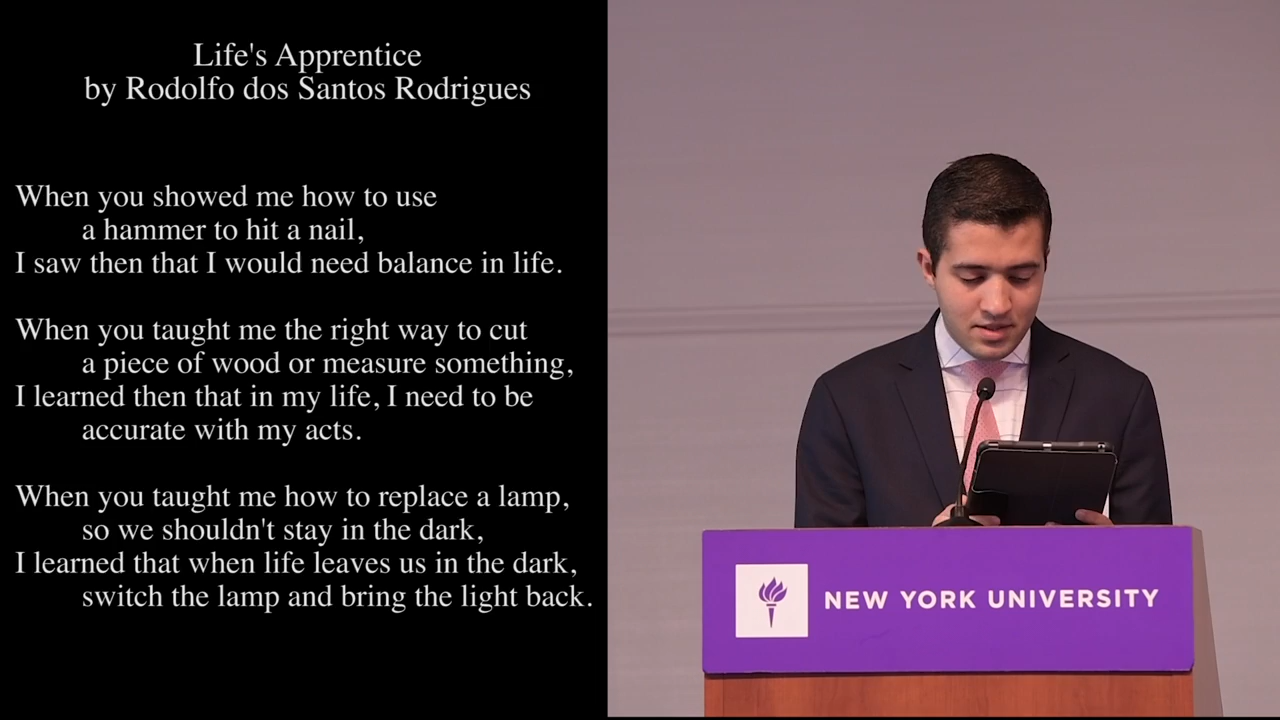 Life's Apprentice
by Rodolfo dos Santos Rodrigues
When you showed me how to use
a hammer to hit a nail,
I saw then that I would need balance in life.
When you taught me the right way to cut
a piece of wood or measure something,
I learned then that in my life, I need to be
accurate with my acts.
When you taught me how to replace a lamp,
so we shouldn't stay in the dark,
I learned that when life leaves us in the dark,
switch the lamp and bring the light back.
NEW YORK UNIVERSITY